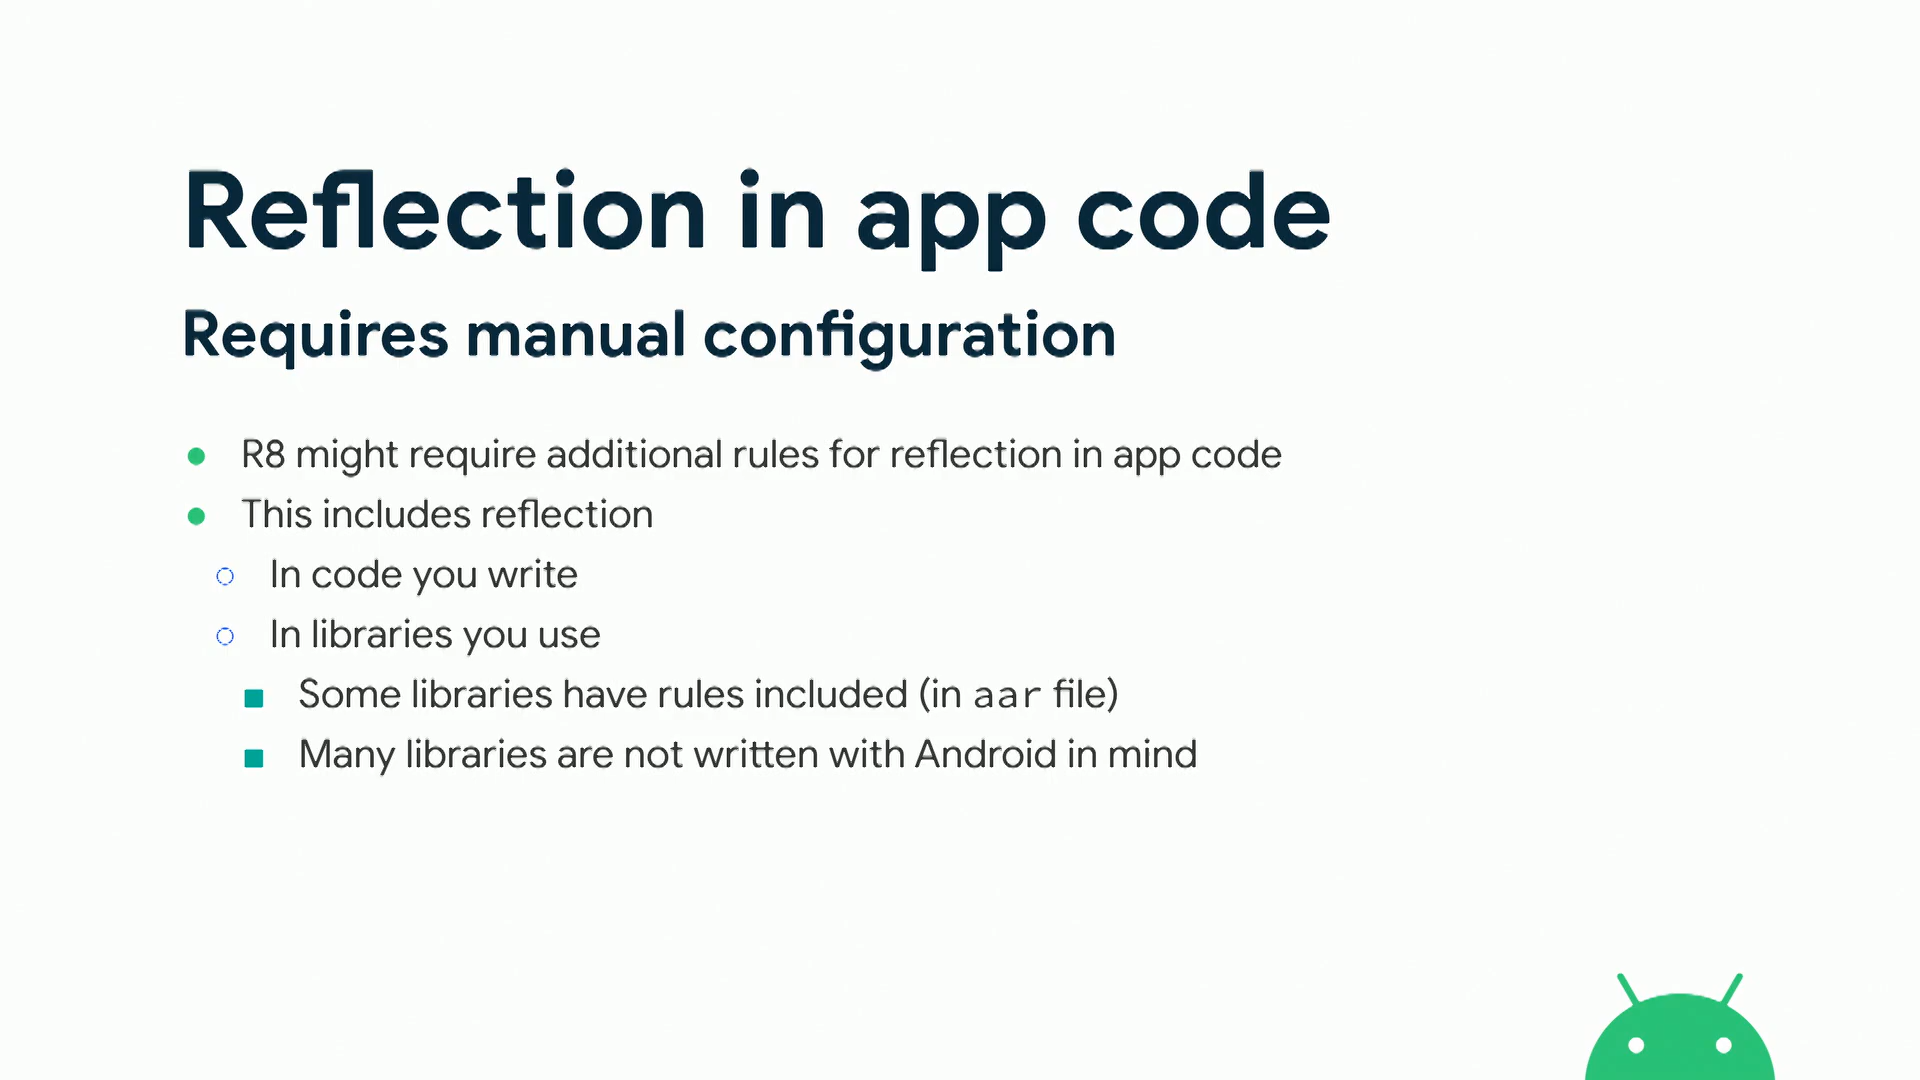 Reflection in app code
Requires manual configuration
R8 might require additional rules for reflection in app code
This includes reflection
In code you write
In libraries you use
Some libraries have rules included (in aar file)
Many libraries are not written with Android in mind